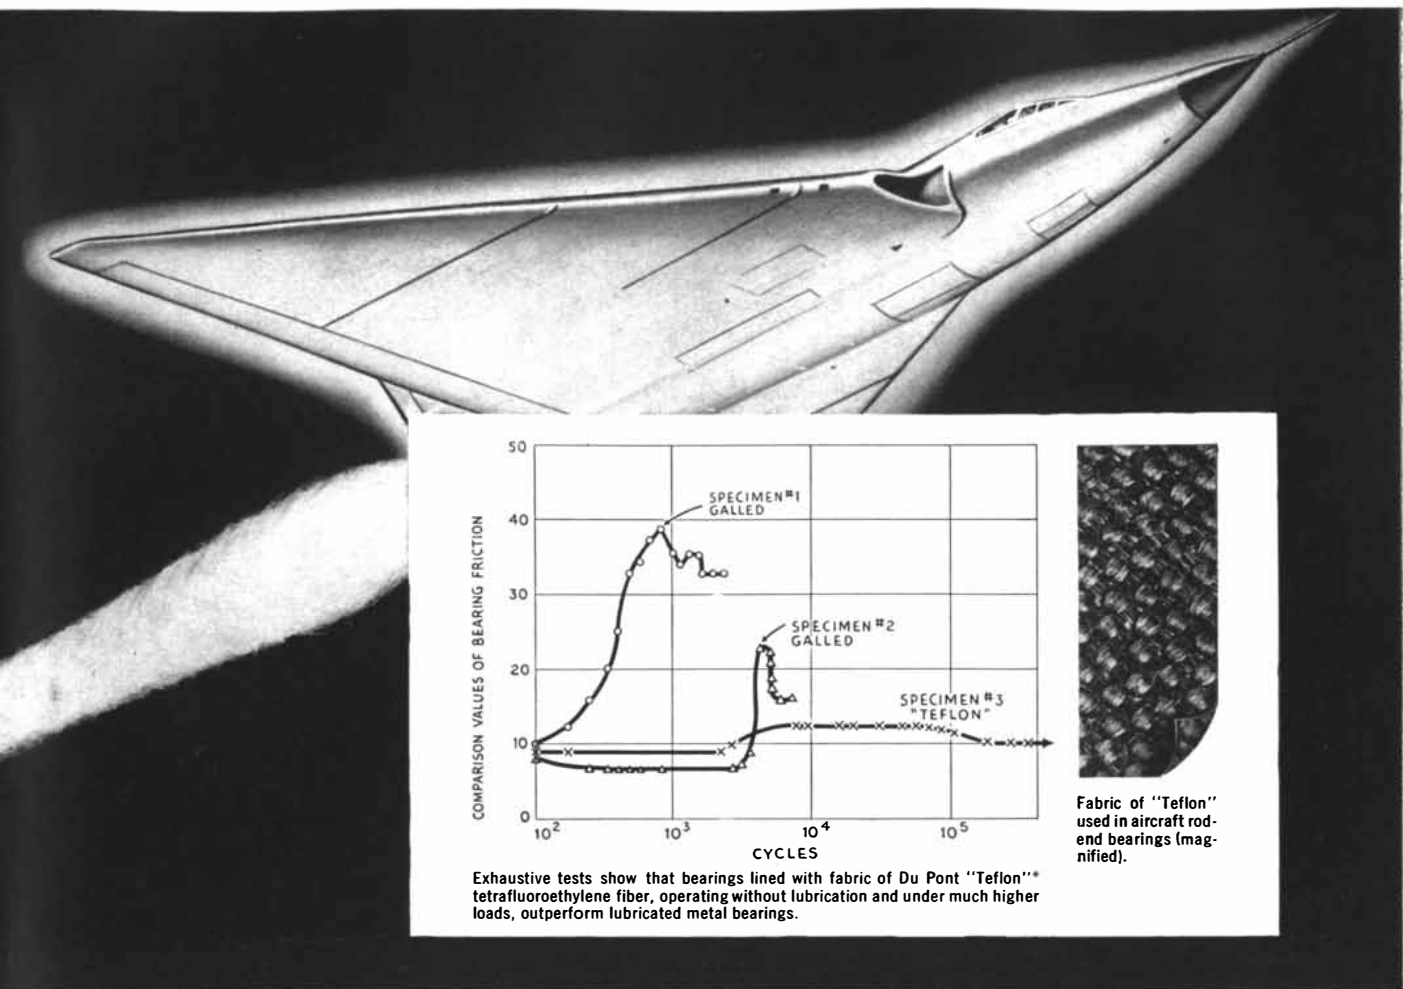 50
40
30
20
10
0
COMPARISON VALUES OF BEARING FRICTION
SPECIMEN #1
GALLED
SPECIMEN #2
GALLED
SPECIMEN #3
"TEFLON"
10² 10³ 10⁴ 10⁵
CYCLES
Exhaustive tests show that bearings lined with fabric of Du Pont "Teflon"*
tetrafluoroethylene fiber, operating without lubrication and under much higher
loads, outperform lubricated metal bearings.
Fabric of "Teflon"
used in aircraft rod-
end bearings (mag-
nified).